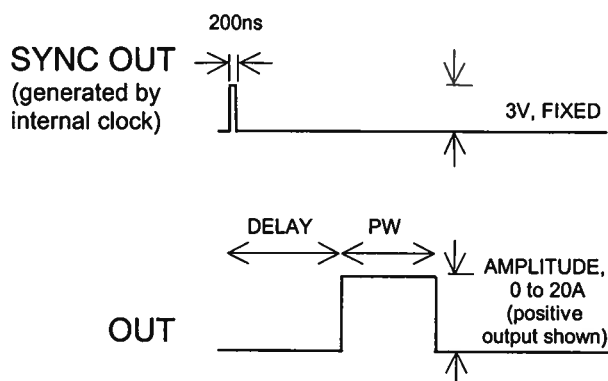 200ns
SYNC OUT
(generated by
internal clock)
3V, FIXED
DELAY
PW
AMPLITUDE,
0 to 20A
(positive
output shown)
OUT